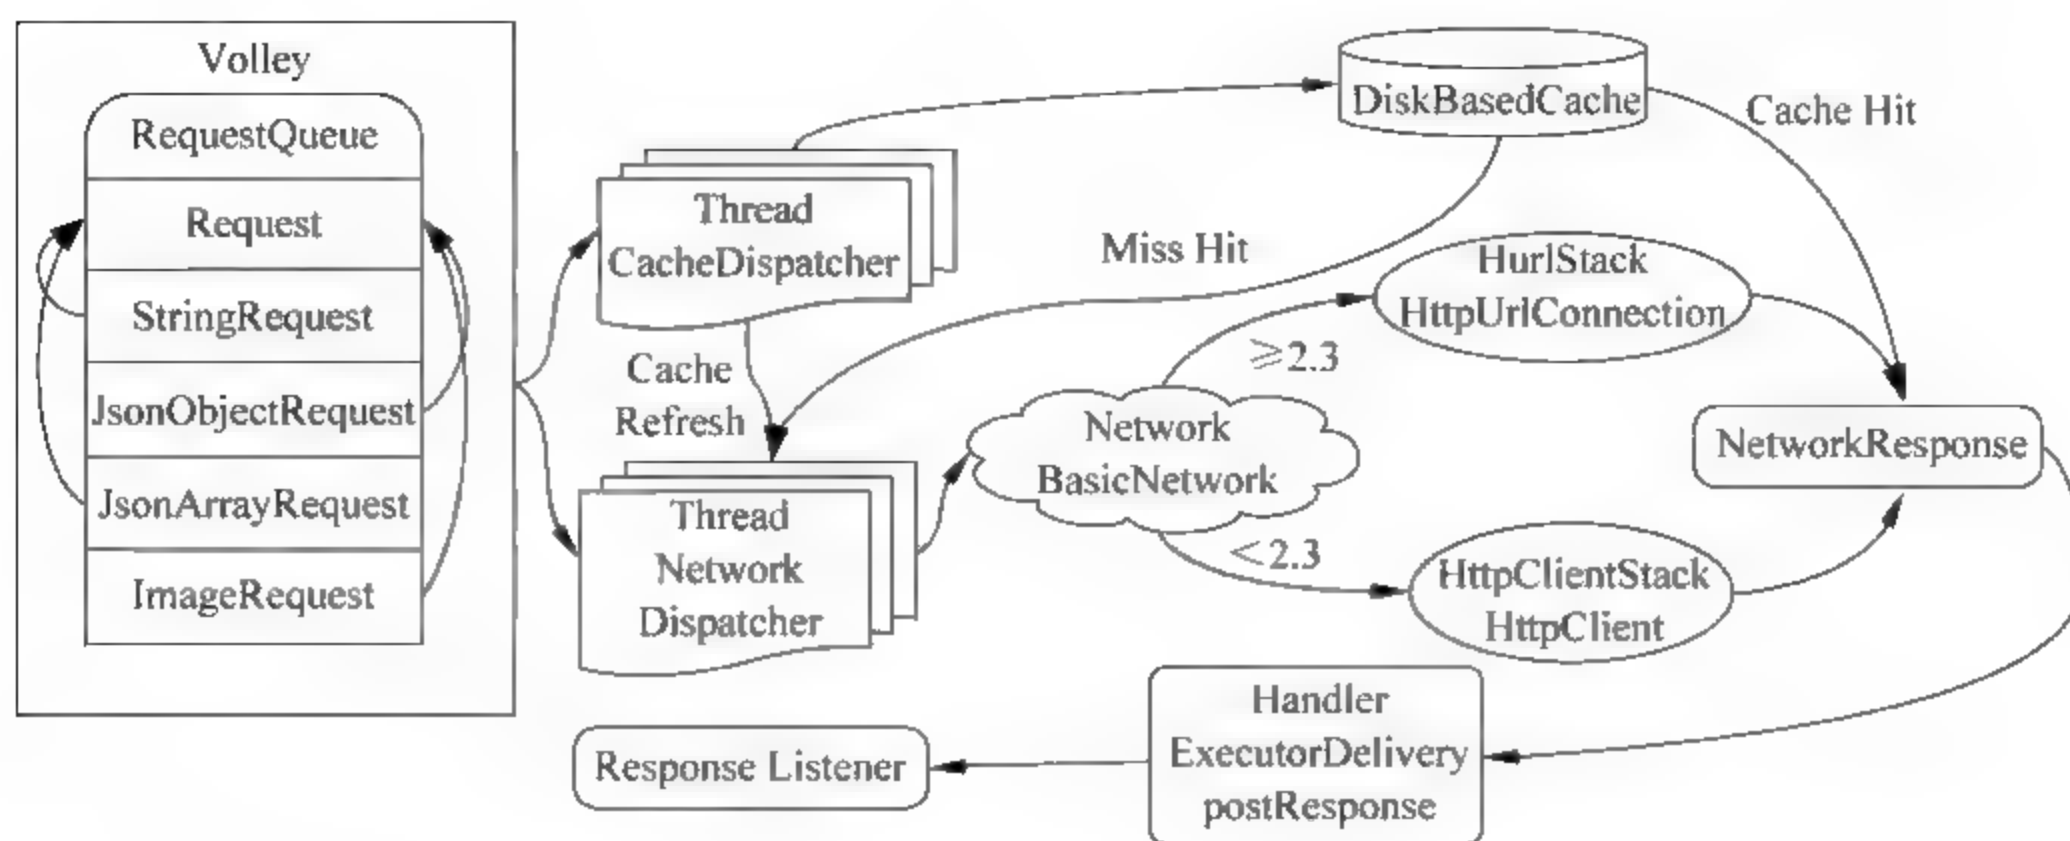 Volley
RequestQueue
Request
StringRequest
JsonObjectRequest
JsonArrayRequest
ImageRequest
Thread
CacheDispatcher
Cache
Refresh
Thread
Network
Dispatcher
DiskBasedCache
Cache Hit
Miss Hit
HurlStack
HttpUrlConnection
≥2.3
Network
BasicNetwork
<2.3
HttpClientStack
HttpClient
NetworkResponse
Handler
ExecutorDelivery
postResponse
Response Listener